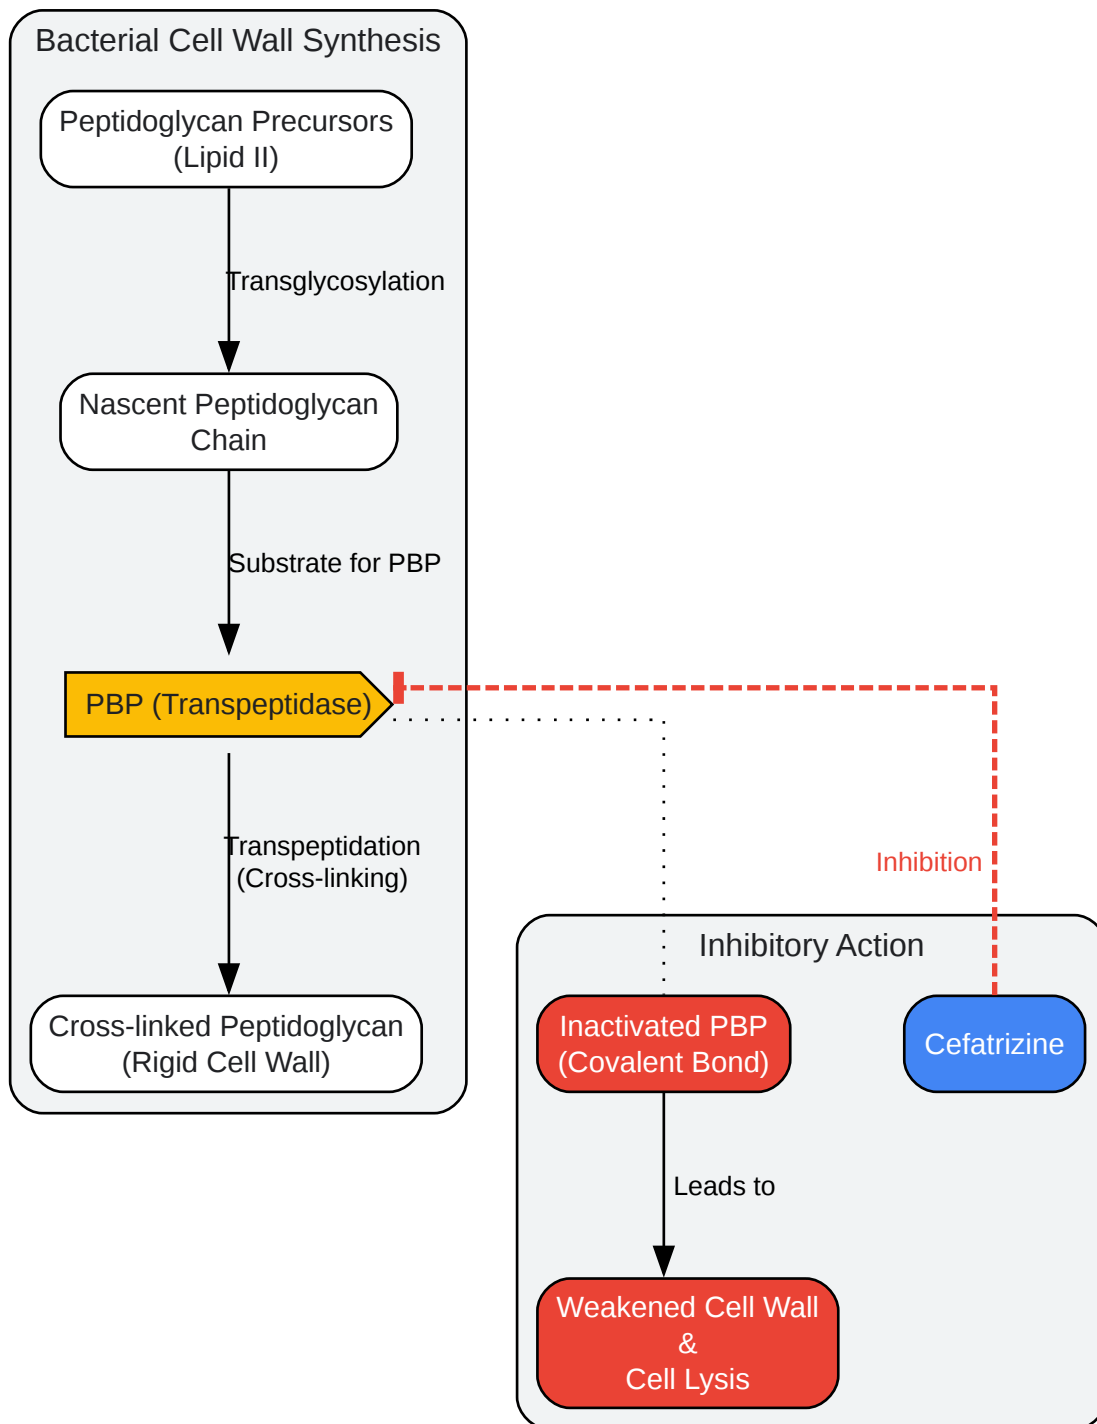 Bacterial Cell Wall Synthesis
Peptidoglycan Precursors
(Lipid II)
Transglycosylation
Nascent Peptidoglycan
Chain
Substrate for PBP
PBP (Transpeptidase)
Transpeptidation
(Cross-linking)
Cross-linked Peptidoglycan
(Rigid Cell Wall)
Inhibition
Inhibitory Action
Inactivated PBP
(Covalent Bond)
Cefatrizine
Leads to
Weakened Cell Wall
&
Cell Lysis